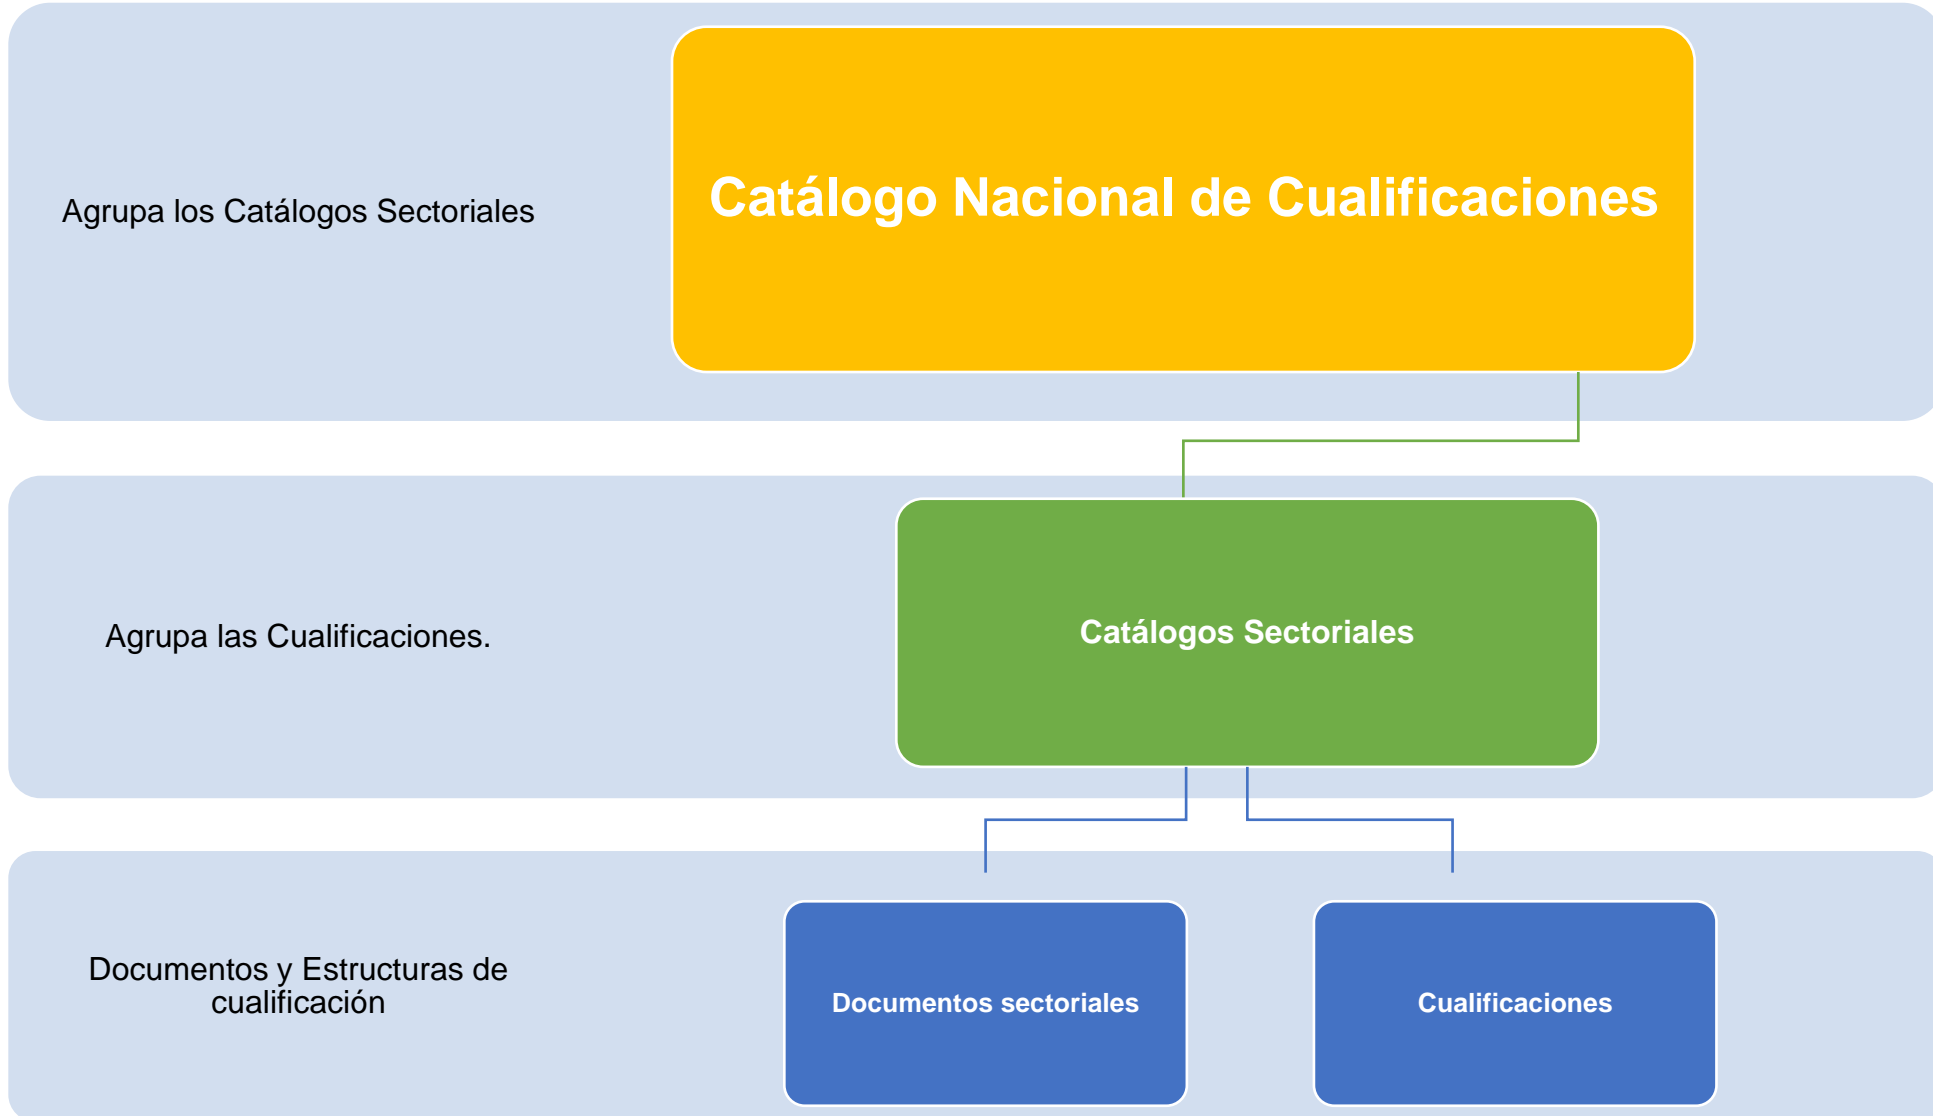 Agrupa los Catálogos Sectoriales
Catálogo Nacional de Cualificaciones
Agrupa las Cualificaciones.
Catálogos Sectoriales
Documentos y Estructuras de
cualificación
Documentos sectoriales
Cualificaciones